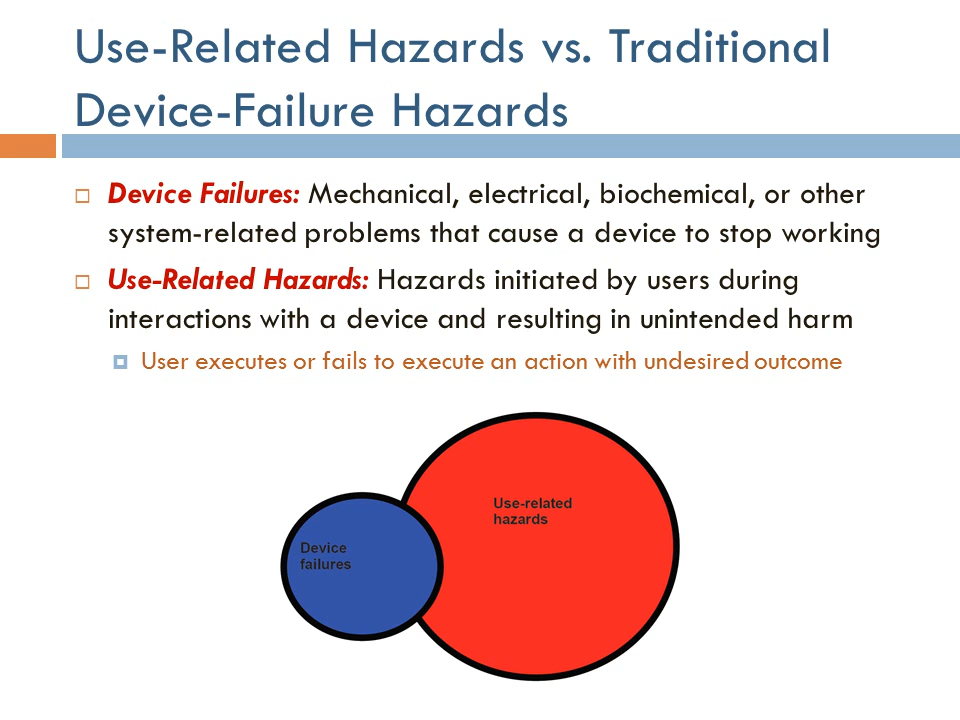 Use-Related Hazards vs. Traditional
Device-Failure Hazards
Device Failures: Mechanical, electrical, biochemical, or other
system-related problems that cause a device to stop working
Use-Related Hazards: Hazards initiated by users during
interactions with a device and resulting in unintended harm
User executes or fails to execute an action with undesired outcome
Use-related
hazards
Device
failures